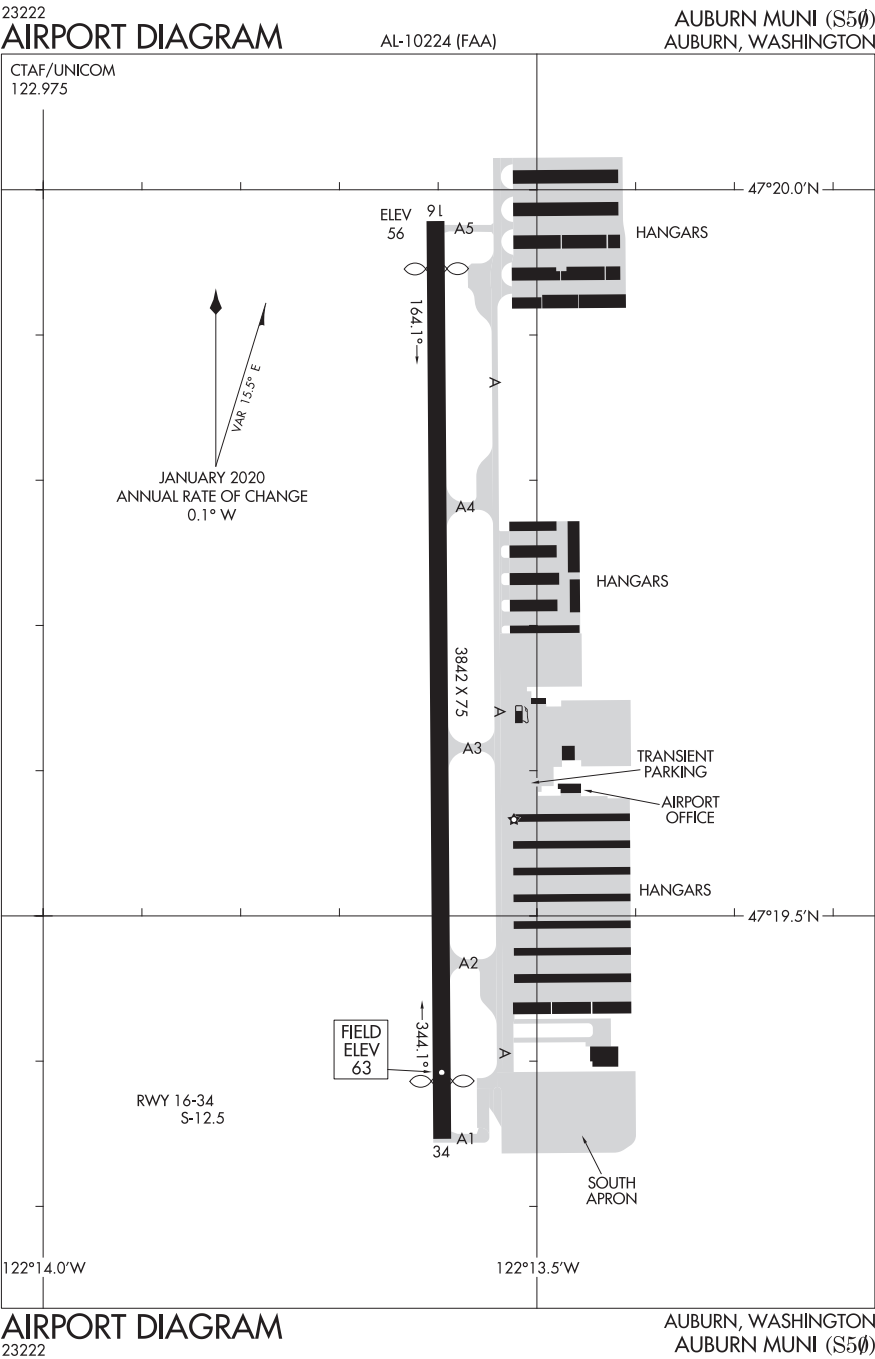 23222
AIRPORT DIAGRAM
AL-10224 (FAA)
AUBURN MUNI (S50)
AUBURN, WASHINGTON
CTAF/UNICOM
122.975
47°20.0'N
ELEV
56
16
A5
HANGARS
164.1°
VAR 15.5° E
A
JANUARY 2020
ANNUAL RATE OF CHANGE
0.1° W
A4
HANGARS
3842 X 75
A
A3
TRANSIENT
PARKING
AIRPORT
OFFICE
HANGARS
47°19.5'N
A2
344.1°
FIELD
ELEV
63
A
RWY 16-34
S-12.5
A1
34
SOUTH
APRON
122°14.0'W
122°13.5'W
AIRPORT DIAGRAM
23222
AUBURN, WASHINGTON
AUBURN MUNI (S50)